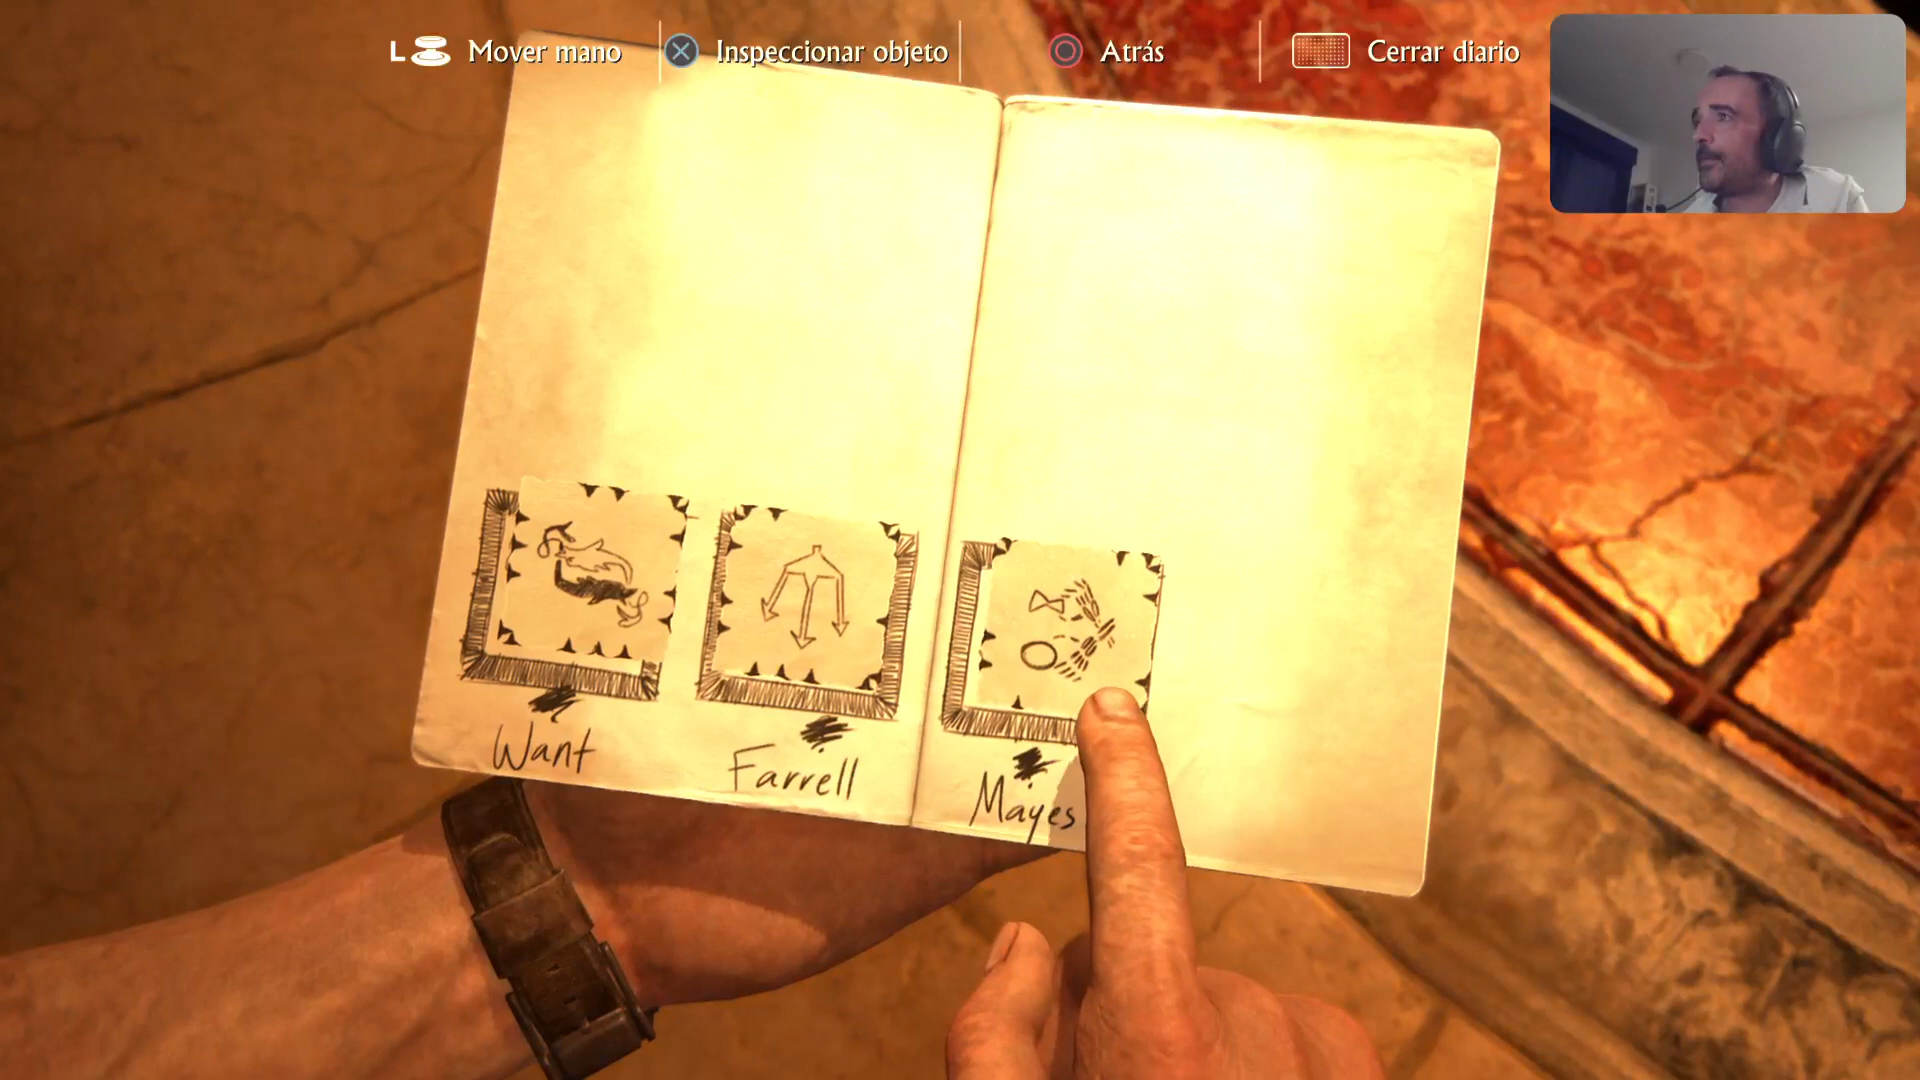 L Mover mano Inspeccionar objeto Atrás Cerrar diario
Want
Farrell
Mayes